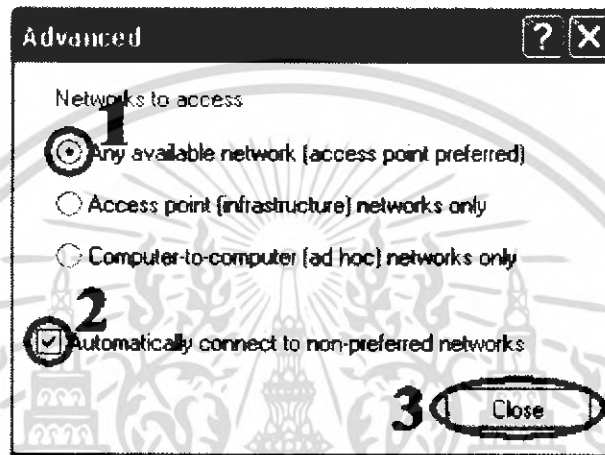 Advanced
Networks to access
1
Any available network (access point preferred)
Access point (infrastructure) networks only
Computer-to-computer (ad hoc) networks only
2
Automatically connect to non-preferred networks
3 Close